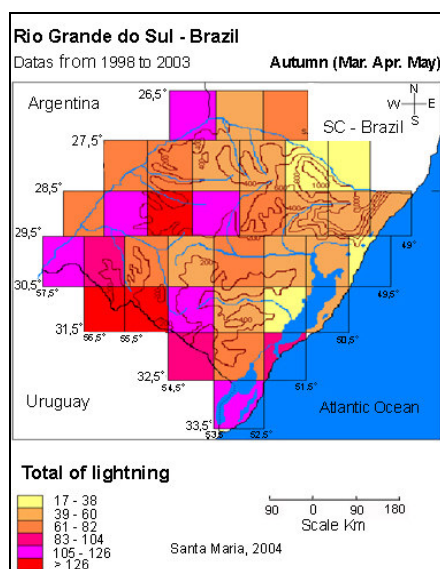 Rio Grande do Sul - Brazil
Datas from 1998 to 2003 Autumn (Mar. Apr. May)
Argentina
26,5°
N
W
E
S
SC - Brazil
27,5°
28,5°
29,5°
49°
30,5°
57,5°
49,5°
31,5°
56,5°
55,5°
50,5°
32,5°
54,5°
51,5°
Uruguay
Atlantic Ocean
33,5°
53,5°
52,5°
Total of lightning
17 - 38
39 - 60
61 - 82
83 - 104
105 - 126
> 126
90 0 90 180
Scale Km
Santa Maria, 2004